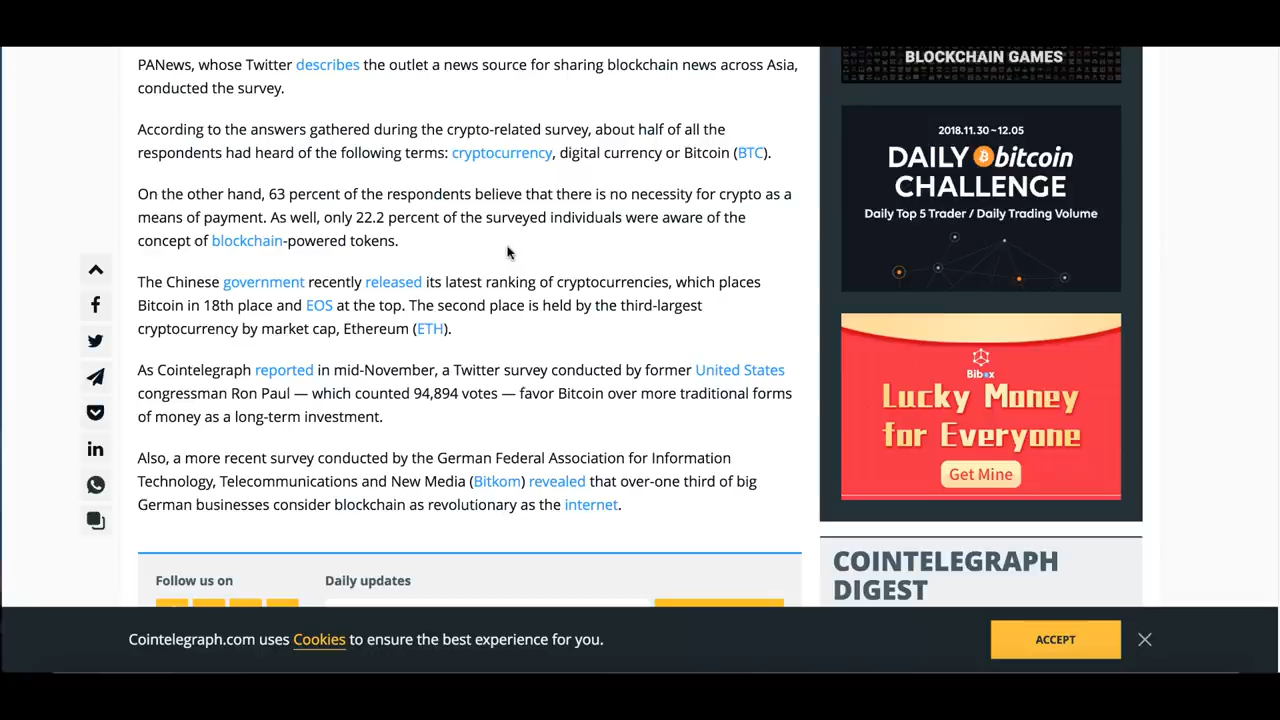 PANews, whose Twitter describes the outlet a news source for sharing blockchain news across Asia,
conducted the survey.
According to the answers gathered during the crypto-related survey, about half of all the
respondents had heard of the following terms: cryptocurrency, digital currency or Bitcoin (BTC).
On the other hand, 63 percent of the respondents believe that there is no necessity for crypto as a
means of payment. As well, only 22.2 percent of the surveyed individuals were aware of the
concept of blockchain-powered tokens.
The Chinese government recently released its latest ranking of cryptocurrencies, which places
Bitcoin in 18th place and EOS at the top. The second place is held by the third-largest
cryptocurrency by market cap, Ethereum (ETH).
As Cointelegraph reported in mid-November, a Twitter survey conducted by former United States
congressman Ron Paul — which counted 94,894 votes — favor Bitcoin over more traditional forms
of money as a long-term investment.
Also, a more recent survey conducted by the German Federal Association for Information
Technology, Telecommunications and New Media (Bitkom) revealed that over-one third of big
German businesses consider blockchain as revolutionary as the internet.
Follow us on
Daily updates
BLOCKCHAIN GAMES
2018.11.30~12.05
DAILY bitcoin
CHALLENGE
Daily Top 5 Trader / Daily Trading Volume
Bibox
Lucky Money
for Everyone
Get Mine
COINTELEGRAPH
DIGEST
Cointelegraph.com uses Cookies to ensure the best experience for you.
ACCEPT